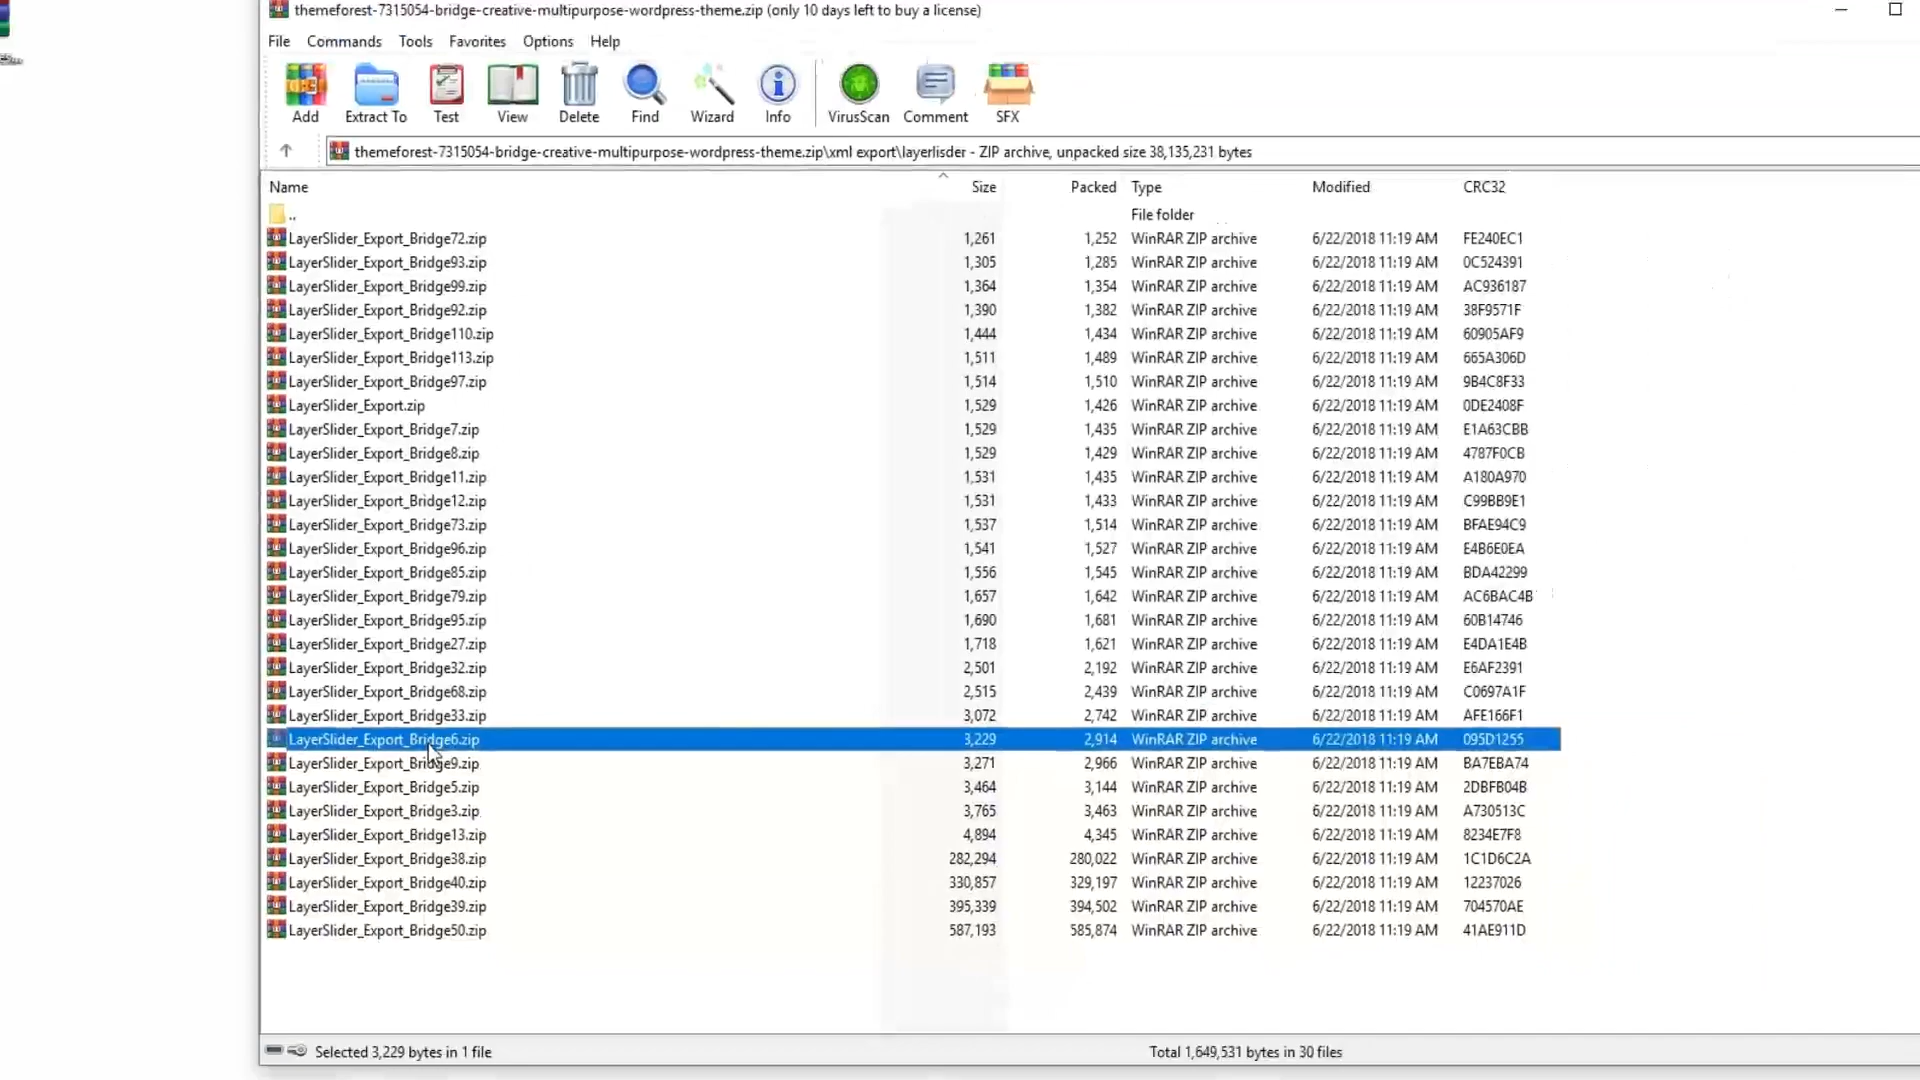 themeforest-7315054-bridge-creative-multipurpose-wordpress-theme.zip (only 10 days left to buy a license)
File Commands Tools Favorites Options Help
Add Extract To Test View Delete Find Wizard Info VirusScan Comment SFX
themeforest-7315054-bridge-creative-multipurpose-wordpress-theme.zip\xml export\layerlisder - ZIP archive, unpacked size 38,135,231 bytes
Name Size Packed Type Modified CRC32
.. File folder
LayerSlider_Export_Bridge72.zip 1,261 1,252 WinRAR ZIP archive 6/22/2018 11:19 AM FE240EC1
LayerSlider_Export_Bridge93.zip 1,305 1,285 WinRAR ZIP archive 6/22/2018 11:19 AM 0C524391
LayerSlider_Export_Bridge99.zip 1,364 1,354 WinRAR ZIP archive 6/22/2018 11:19 AM AC936187
LayerSlider_Export_Bridge92.zip 1,390 1,382 WinRAR ZIP archive 6/22/2018 11:19 AM 38F9571F
LayerSlider_Export_Bridge110.zip 1,444 1,434 WinRAR ZIP archive 6/22/2018 11:19 AM 60905AF9
LayerSlider_Export_Bridge113.zip 1,511 1,489 WinRAR ZIP archive 6/22/2018 11:19 AM 665A306D
LayerSlider_Export_Bridge97.zip 1,514 1,510 WinRAR ZIP archive 6/22/2018 11:19 AM 9B4C8F33
LayerSlider_Export.zip 1,529 1,426 WinRAR ZIP archive 6/22/2018 11:19 AM 0DE2408F
LayerSlider_Export_Bridge7.zip 1,529 1,435 WinRAR ZIP archive 6/22/2018 11:19 AM E1A63CBB
LayerSlider_Export_Bridge8.zip 1,529 1,429 WinRAR ZIP archive 6/22/2018 11:19 AM 4787F0CB
LayerSlider_Export_Bridge11.zip 1,531 1,435 WinRAR ZIP archive 6/22/2018 11:19 AM A180A970
LayerSlider_Export_Bridge12.zip 1,531 1,433 WinRAR ZIP archive 6/22/2018 11:19 AM C99BB9E1
LayerSlider_Export_Bridge73.zip 1,537 1,514 WinRAR ZIP archive 6/22/2018 11:19 AM BFAE94C9
LayerSlider_Export_Bridge96.zip 1,541 1,527 WinRAR ZIP archive 6/22/2018 11:19 AM E4B6E0EA
LayerSlider_Export_Bridge85.zip 1,556 1,545 WinRAR ZIP archive 6/22/2018 11:19 AM BDA42299
LayerSlider_Export_Bridge79.zip 1,657 1,642 WinRAR ZIP archive 6/22/2018 11:19 AM AC6BAC4B
LayerSlider_Export_Bridge95.zip 1,690 1,681 WinRAR ZIP archive 6/22/2018 11:19 AM 60B14746
LayerSlider_Export_Bridge27.zip 1,718 1,621 WinRAR ZIP archive 6/22/2018 11:19 AM E4DA1E4B
LayerSlider_Export_Bridge32.zip 2,501 2,192 WinRAR ZIP archive 6/22/2018 11:19 AM E6AF2391
LayerSlider_Export_Bridge68.zip 2,515 2,439 WinRAR ZIP archive 6/22/2018 11:19 AM C0697A1F
LayerSlider_Export_Bridge33.zip 3,072 2,742 WinRAR ZIP archive 6/22/2018 11:19 AM AFE166F1
LayerSlider_Export_Bridge6.zip 3,229 2,914 WinRAR ZIP archive 6/22/2018 11:19 AM 095D1255
LayerSlider_Export_Bridge9.zip 3,271 2,966 WinRAR ZIP archive 6/22/2018 11:19 AM BA7EBA74
LayerSlider_Export_Bridge5.zip 3,464 3,144 WinRAR ZIP archive 6/22/2018 11:19 AM 2DBFB04B
LayerSlider_Export_Bridge3.zip 3,765 3,463 WinRAR ZIP archive 6/22/2018 11:19 AM A730513C
LayerSlider_Export_Bridge13.zip 4,894 4,345 WinRAR ZIP archive 6/22/2018 11:19 AM 8234E7F8
LayerSlider_Export_Bridge38.zip 282,294 280,022 WinRAR ZIP archive 6/22/2018 11:19 AM 1C1D6C2A
LayerSlider_Export_Bridge40.zip 330,857 329,197 WinRAR ZIP archive 6/22/2018 11:19 AM 12237026
LayerSlider_Export_Bridge39.zip 395,339 394,502 WinRAR ZIP archive 6/22/2018 11:19 AM 704570AE
LayerSlider_Export_Bridge50.zip 587,193 585,874 WinRAR ZIP archive 6/22/2018 11:19 AM 41AE911D
Selected 3,229 bytes in 1 file Total 1,649,531 bytes in 30 files